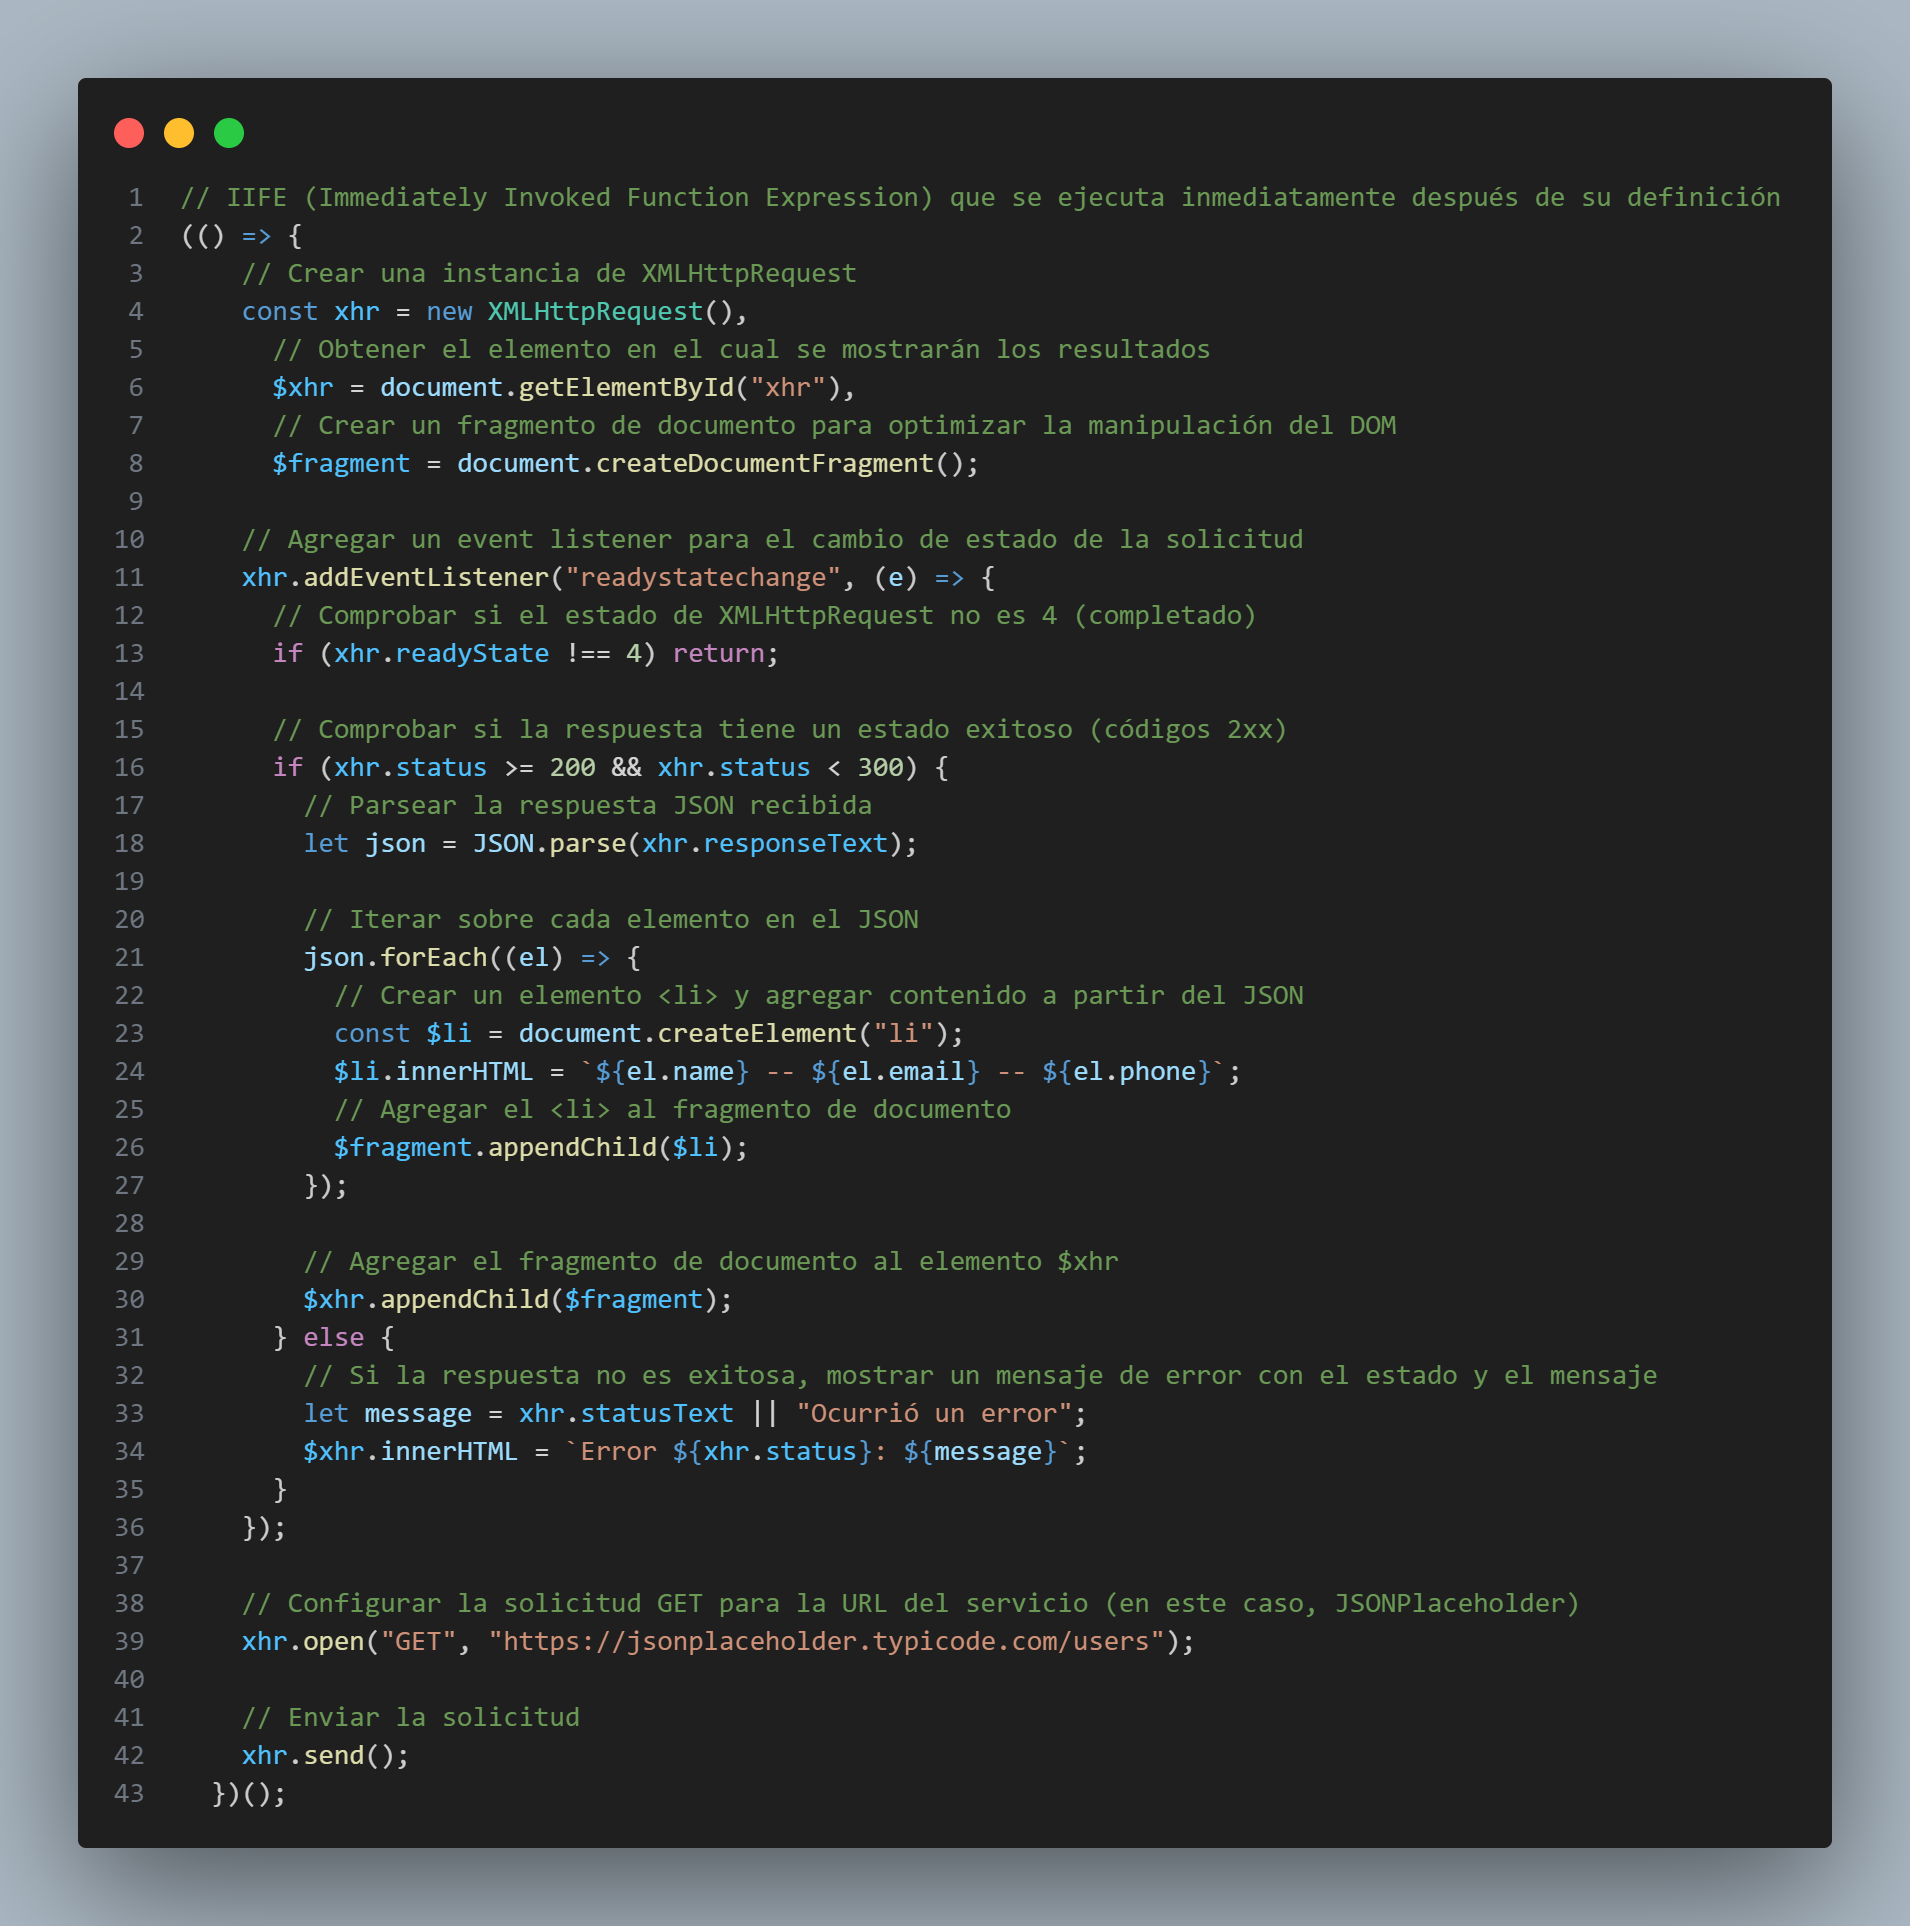 1 // IIFE (Immediately Invoked Function Expression) que se ejecuta inmediatamente después de su definición
2 (() => {
3     // Crear una instancia de XMLHttpRequest
4     const xhr = new XMLHttpRequest(),
5       // Obtener el elemento en el cual se mostrarán los resultados
6       $xhr = document.getElementById("xhr"),
7       // Crear un fragmento de documento para optimizar la manipulación del DOM
8       $fragment = document.createDocumentFragment();
9
10     // Agregar un event listener para el cambio de estado de la solicitud
11     xhr.addEventListener("readystatechange", (e) => {
12       // Comprobar si el estado de XMLHttpRequest no es 4 (completado)
13       if (xhr.readyState !== 4) return;
14
15       // Comprobar si la respuesta tiene un estado exitoso (códigos 2xx)
16       if (xhr.status >= 200 && xhr.status < 300) {
17         // Parsear la respuesta JSON recibida
18         let json = JSON.parse(xhr.responseText);
19
20         // Iterar sobre cada elemento en el JSON
21         json.forEach((el) => {
22           // Crear un elemento <li> y agregar contenido a partir del JSON
23           const $li = document.createElement("li");
24           $li.innerHTML = `${el.name} -- ${el.email} -- ${el.phone}`;
25           // Agregar el <li> al fragmento de documento
26           $fragment.appendChild($li);
27         });
28
29         // Agregar el fragmento de documento al elemento $xhr
30         $xhr.appendChild($fragment);
31       } else {
32         // Si la respuesta no es exitosa, mostrar un mensaje de error con el estado y el mensaje
33         let message = xhr.statusText || "Ocurrió un error";
34         $xhr.innerHTML = `Error ${xhr.status}: ${message}`;
35       }
36     });
37
38     // Configurar la solicitud GET para la URL del servicio (en este caso, JSONPlaceholder)
39     xhr.open("GET", "https://jsonplaceholder.typicode.com/users");
40
41     // Enviar la solicitud
42     xhr.send();
43   })();